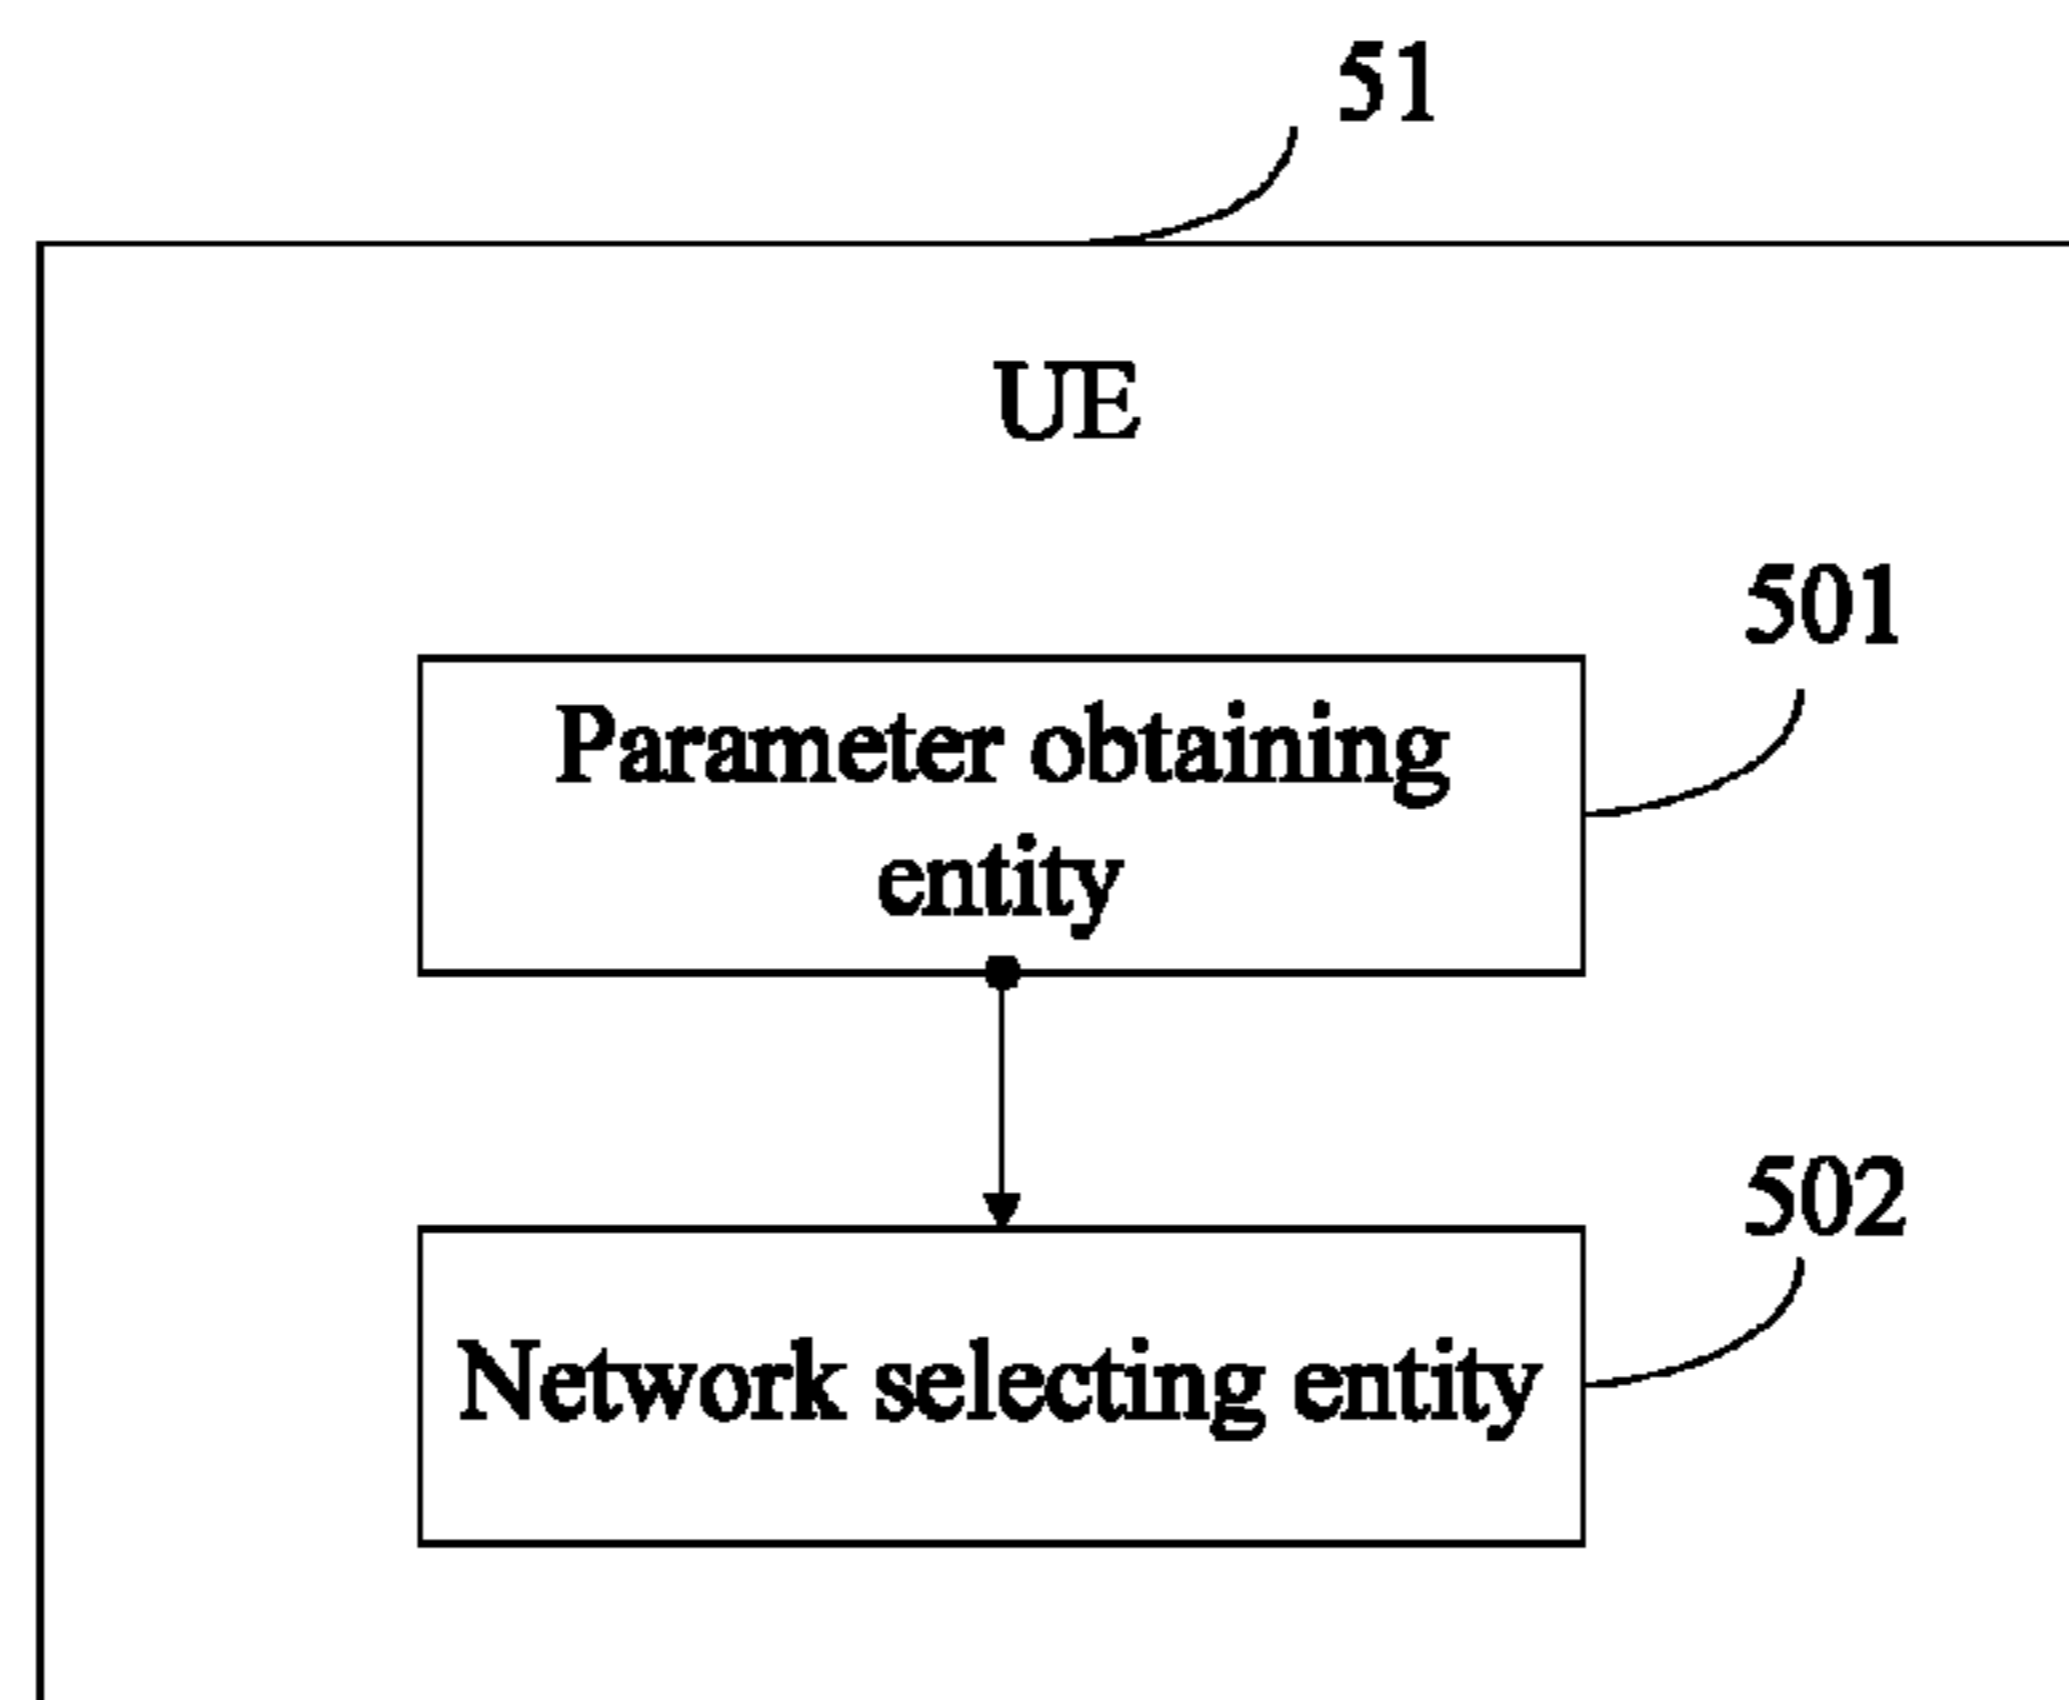 51
UE
501
Parameter obtaining
entity
502
Network selecting entity